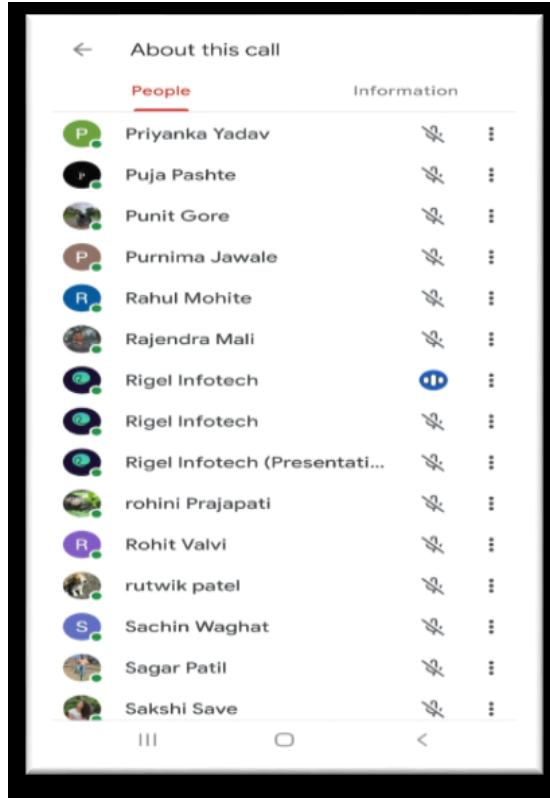 About this call
People Information
P Priyanka Yadav
P Puja Pashte
Punit Gore
P Purnima Jawale
R Rahul Mohite
Rajendra Mali
Rigel Infotech
Rigel Infotech
Rigel Infotech (Presentati...
rohini Prajapati
R Rohit Valvi
rutwik patel
S Sachin Waghat
Sagar Patil
Sakshi Save